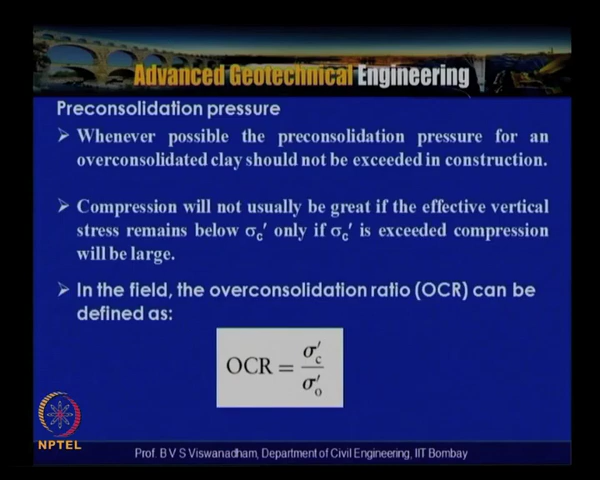 Advanced Geotechnical Engineering
Preconsolidation pressure
➢ Whenever possible the preconsolidation pressure for an
overconsolidated clay should not be exceeded in construction.
➢ Compression will not usually be great if the effective vertical
stress remains below σc′ only if σc′ is exceeded compression
will be large.
➢ In the field, the overconsolidation ratio (OCR) can be
defined as:
OCR = σ′c / σ′o
NPTEL
Prof. B V S Viswanadham, Department of Civil Engineering, IIT Bombay